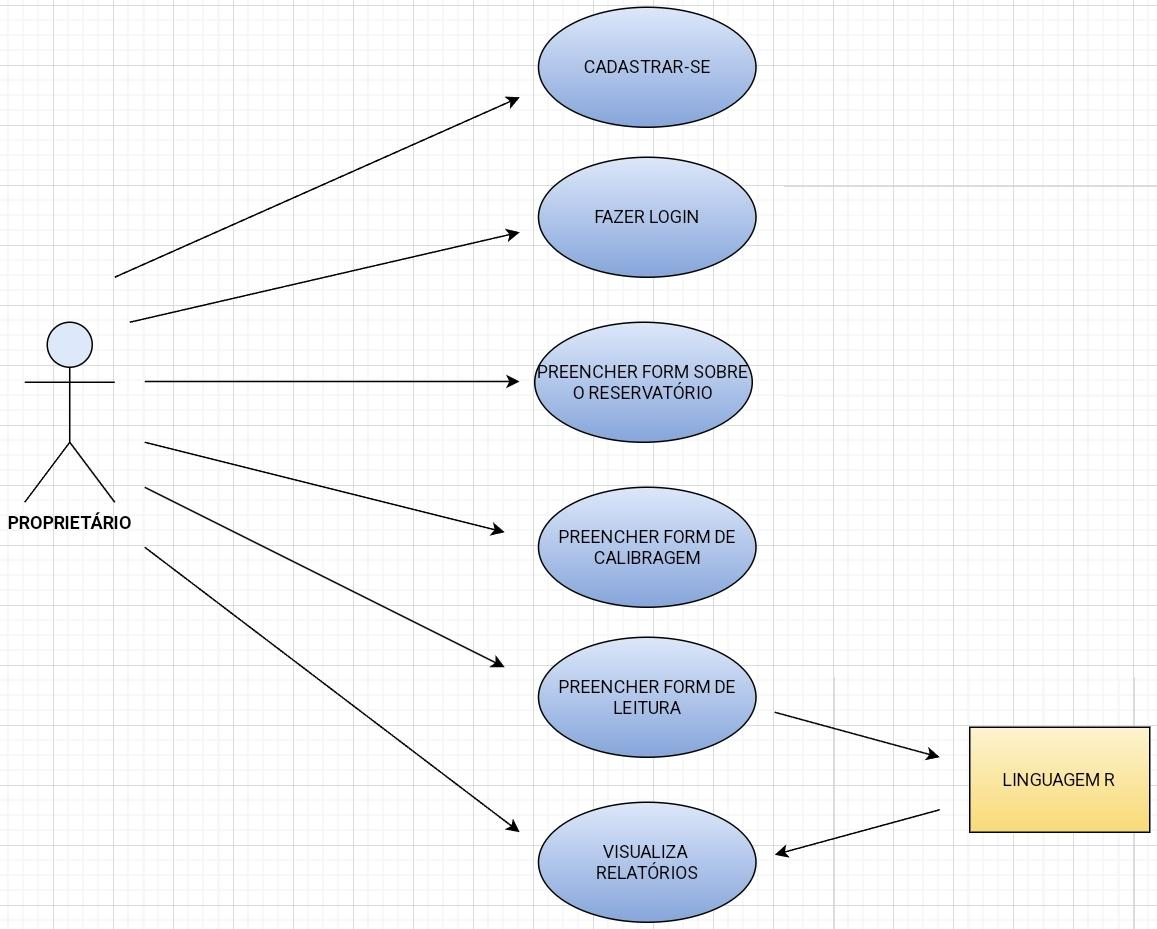 CADASTRAR-SE
FAZER LOGIN
PREENCHER FORM SOBRE
O RESERVATÓRIO
PROPRIETÁRIO
PREENCHER FORM DE
CALIBRAGEM
PREENCHER FORM DE
LEITURA
LINGUAGEM R
VISUALIZA
RELATÓRIOS